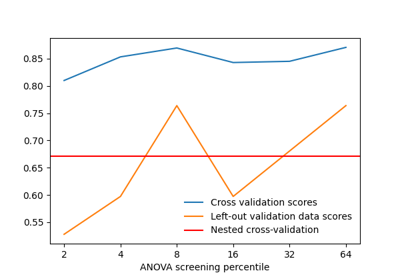 0.85
0.80
0.75
0.70
0.65
0.60
0.55
Cross validation scores
Left-out validation data scores
Nested cross-validation
2 4 8 16 32 64
ANOVA screening percentile